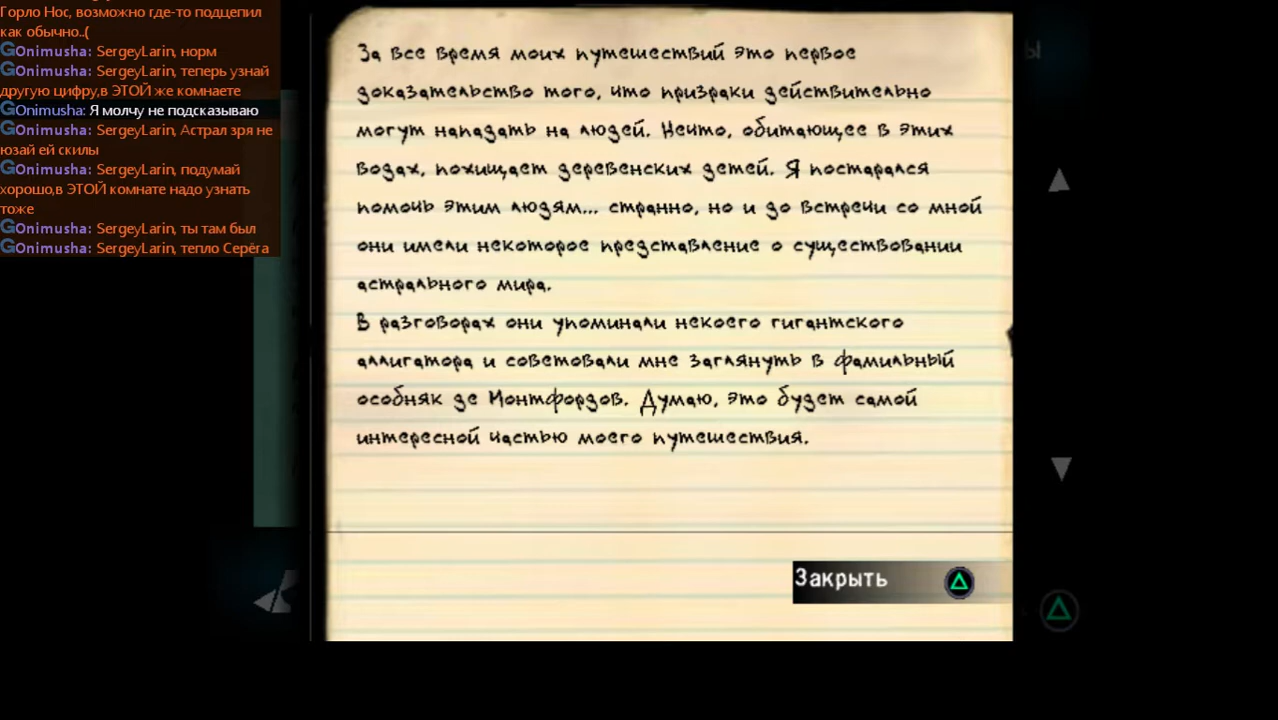 Горло Нос, возможно где-то подцепил
как обычно..(
Onimusha: SergeyLarin, норм
Onimusha: SergeyLarin, теперь узнай
другую цифру,в ЭТОЙ же комнаете
Onimusha: Я молчу не подсказываю
Onimusha: SergeyLarin, Астрал зря не
юзай ей скилы
Onimusha: SergeyLarin, подумай
хорошо,в ЭТОЙ комнате надо узнать
тоже
Onimusha: SergeyLarin, ты там был
Onimusha: SergeyLarin, тепло Серёга
За все время моих путешествий это первое
доказательство того, что призраки действительно
могут нападать на людей. Нечто, обитающее в этих
водах, похищает деревенских детей. Я постарался
помочь этим людям... странно, но и до встречи со мной
они имели некоторое представление о существовании
астрального мира.
В разговорах они упоминали некоего гигантского
аллигатора и советовали мне заглянуть в фамильный
особняк де Монтфордов. Думаю, это будет самой
интересной частью моего путешествия.
Закрыть
ы